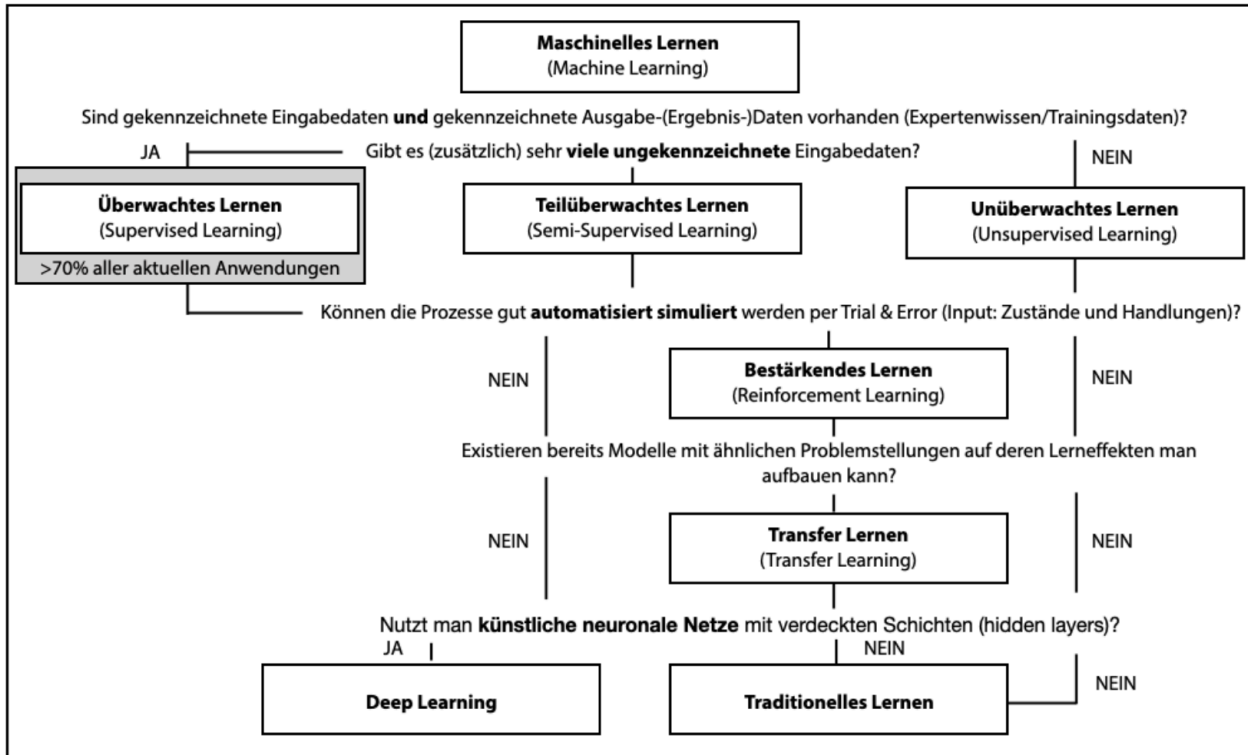 Maschinelles Lernen
(Machine Learning)
Sind gekennzeichnete Eingabedaten und gekennzeichnete Ausgabe-(Ergebnis-)Daten vorhanden (Expertenwissen/Trainingsdaten)?
JA
Gibt es (zusätzlich) sehr viele ungekennzeichnete Eingabedaten?
NEIN
Überwachtes Lernen
(Supervised Learning)
>70% aller aktuellen Anwendungen
Teilüberwachtes Lernen
(Semi-Supervised Learning)
Unüberwachtes Lernen
(Unsupervised Learning)
Können die Prozesse gut automatisiert simuliert werden per Trial & Error (Input: Zustände und Handlungen)?
NEIN
Bestärkendes Lernen
(Reinforcement Learning)
NEIN
Existieren bereits Modelle mit ähnlichen Problemstellungen auf deren Lerneffekten man
aufbauen kann?
NEIN
Transfer Lernen
(Transfer Learning)
NEIN
Nutzt man künstliche neuronale Netze mit verdeckten Schichten (hidden layers)?
JA
NEIN
Deep Learning
Traditionelles Lernen
NEIN